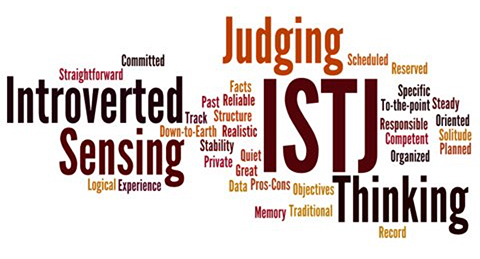 Judging
Committed
Scheduled
Reserved
Straightforward
Introverted
Facts
Past Reliable
Track Structure
Down-to-Earth Realistic
Stability
Private Quiet
Great
Sensing
Logical Experience
Data Pros-Cons Objectives
ISTJ
Specific
To-the-point Steady
Responsible Oriented
Competent Solitude
Organized Planned
Thinking
Memory Traditional
Record